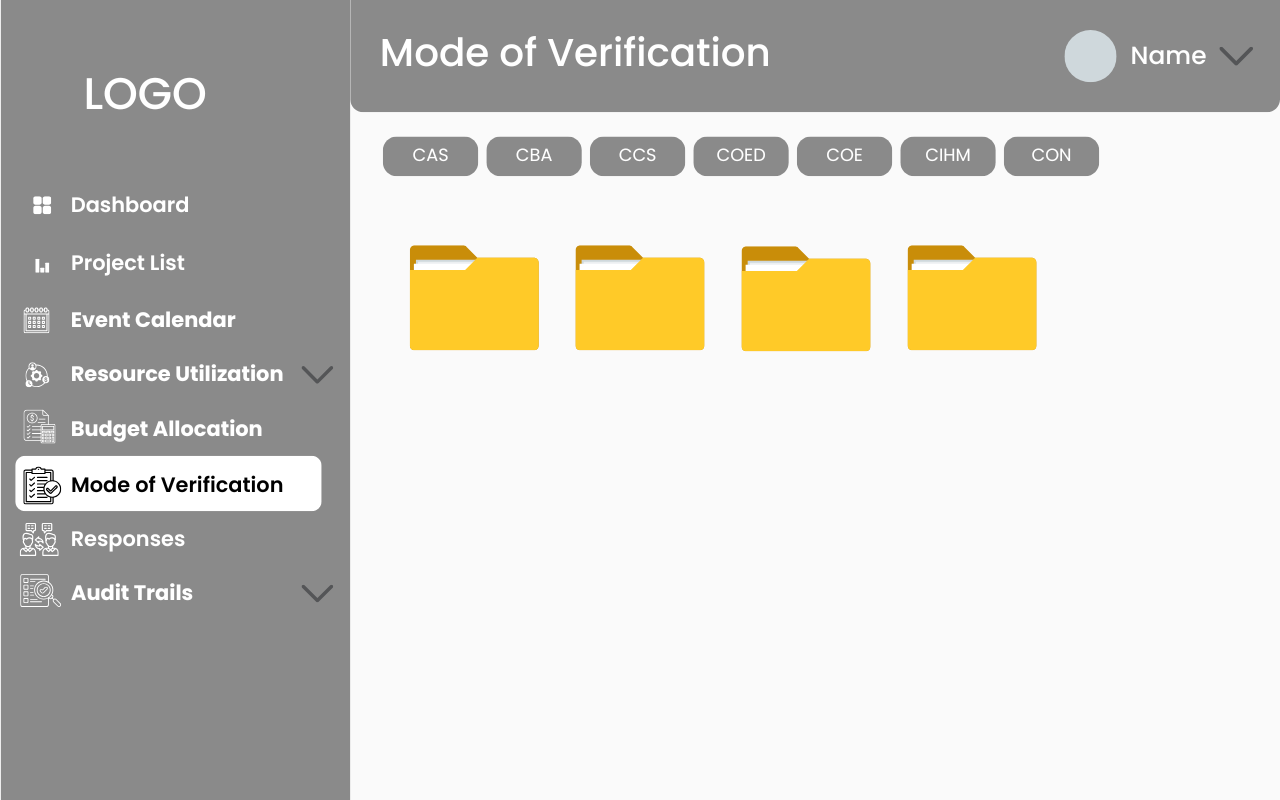 LOGO
Dashboard
Project List
Event Calendar
Resource Utilization
Budget Allocation
Mode of Verification
Responses
Audit Trails
Mode of Verification
Name
CAS CBA CCS COED COE CIHM CON